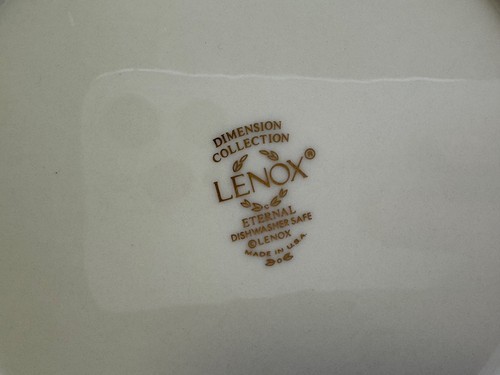 DIMENSION
COLLECTION
LENOX®
ETERNAL
DISHWASHER SAFE
©LENOX
MADE IN U.S.A.